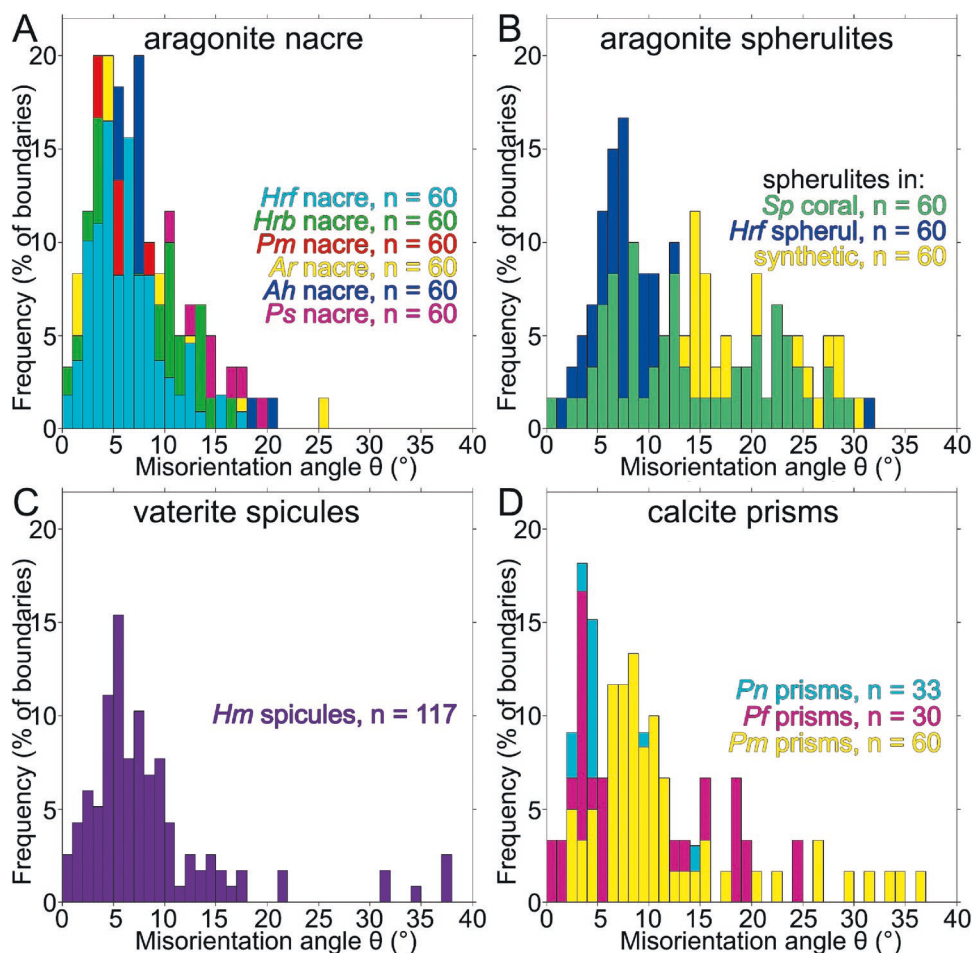 A
aragonite nacre
Frequency (% of boundaries)
20
15
10
5
0
Hrf nacre, n = 60
Hrb nacre, n = 60
Pm nacre, n = 60
Ar nacre, n = 60
Ah nacre, n = 60
Ps nacre, n = 60
0 5 10 15 20 25 30 35 40
Misorientation angle θ (°)
B
aragonite spherulites
Frequency (% of boundaries)
20
15
10
5
0
spherulites in:
Sp coral, n = 60
Hrf spherul, n = 60
synthetic, n = 60
0 5 10 15 20 25 30 35 40
Misorientation angle θ (°)
C
vaterite spicules
Frequency (% of boundaries)
20
15
10
5
0
Hm spicules, n = 117
0 5 10 15 20 25 30 35 40
Misorientation angle θ (°)
D
calcite prisms
Frequency (% of boundaries)
20
15
10
5
0
Pn prisms, n = 33
Pf prisms, n = 30
Pm prisms, n = 60
0 5 10 15 20 25 30 35 40
Misorientation angle θ (°)